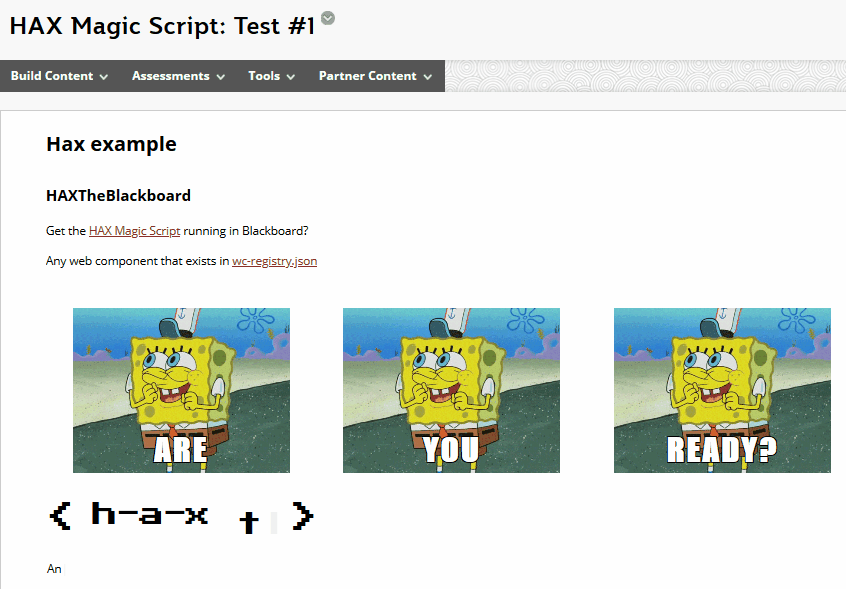 HAX Magic Script: Test #1
Build Content Assessments Tools Partner Content
Hax example
HAXTheBlackboard
Get the HAX Magic Script running in Blackboard?
Any web component that exists in wc-registry.json
ARE YOU READY?
< h-a-x t >
An